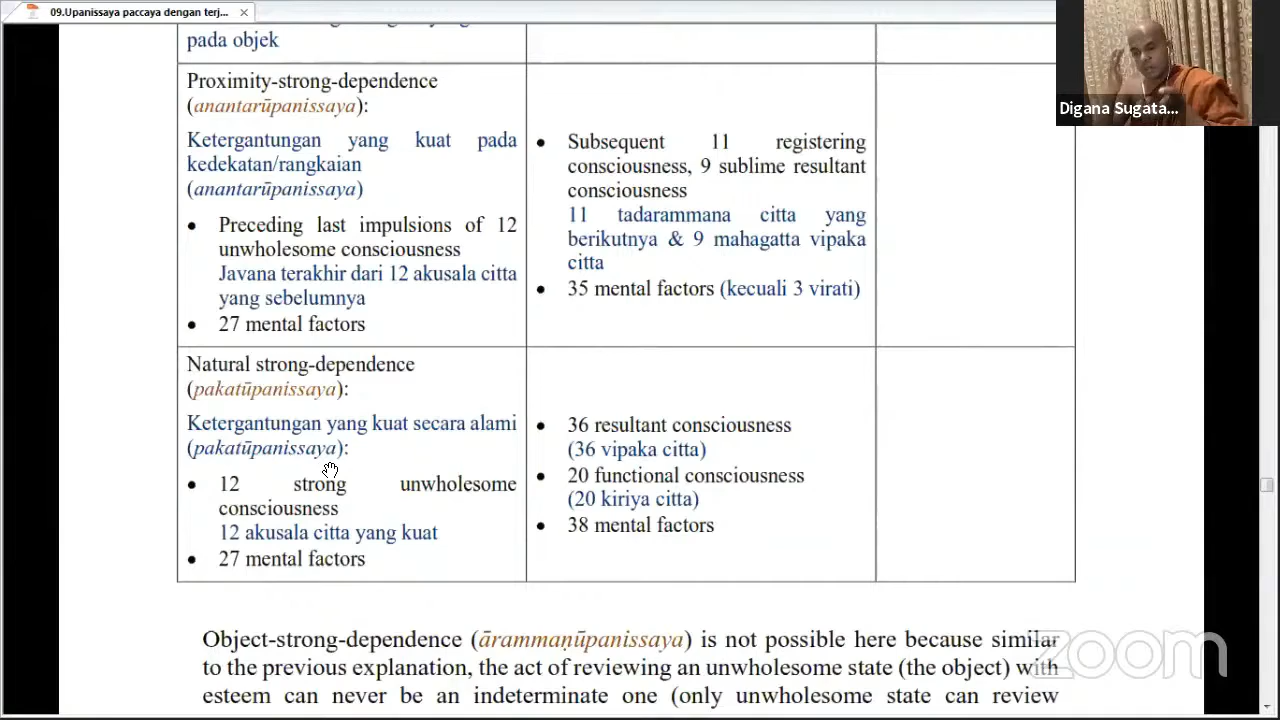 09.Upanissaya paccaya dengan terj...
pada objek
Proximity-strong-dependence
(anantarūpanissaya):
Ketergantungan yang kuat pada
kedekatan/rangkaian
(anantarūpanissaya)
• Preceding last impulsions of 12
unwholesome consciousness
Javana terakhir dari 12 akusala citta
yang sebelumnya
• 27 mental factors
• Subsequent 11 registering
consciousness, 9 sublime resultant
consciousness
11 tadarammana citta yang
berikutnya & 9 mahagatta vipaka
citta
• 35 mental factors (kecuali 3 virati)
Natural strong-dependence
(pakatūpanissaya):
Ketergantungan yang kuat secara alami
(pakatūpanissaya):
• 12 strong unwholesome
consciousness
12 akusala citta yang kuat
• 27 mental factors
• 36 resultant consciousness
(36 vipaka citta)
• 20 functional consciousness
(20 kiriya citta)
• 38 mental factors
Object-strong-dependence (ārammaṇūpanissaya) is not possible here because similar
to the previous explanation, the act of reviewing an unwholesome state (the object) with
esteem can never be an indeterminate one (only unwholesome state can review
Digana Sugata...
zoom